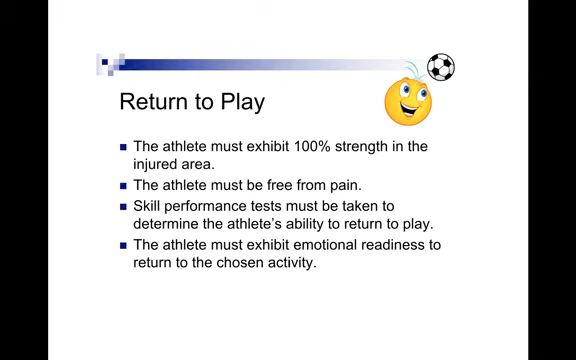 Return to Play
The athlete must exhibit 100% strength in the
injured area.
The athlete must be free from pain.
Skill performance tests must be taken to
determine the athlete's ability to return to play.
The athlete must exhibit emotional readiness to
return to the chosen activity.